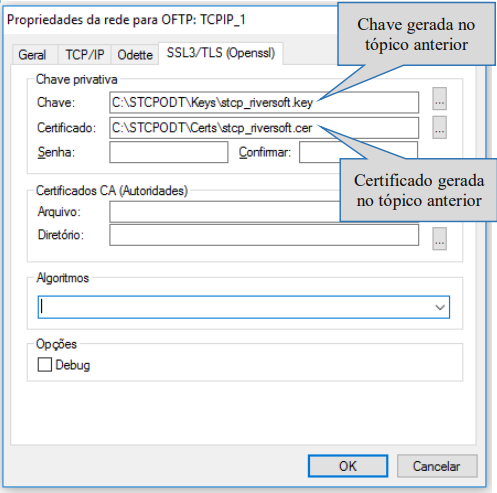 Propriedades da rede para OFTP: TCPIP_1
Chave gerada no
tópico anterior
Geral TCP/IP Odette SSL3/TLS (Openssl)
Chave privativa
Chave: C:\STCPODT\Keys\stcp_riversoft.key ...
Certificado: C:\STCPODT\Certs\stcp_riversoft.cer ...
Senha: Confirmar:
Certificado gerada
no tópico anterior
Certificados CA (Autoridades)
Arquivo:
Diretório: ...
Algoritmos
Opções
Debug
OK Cancelar